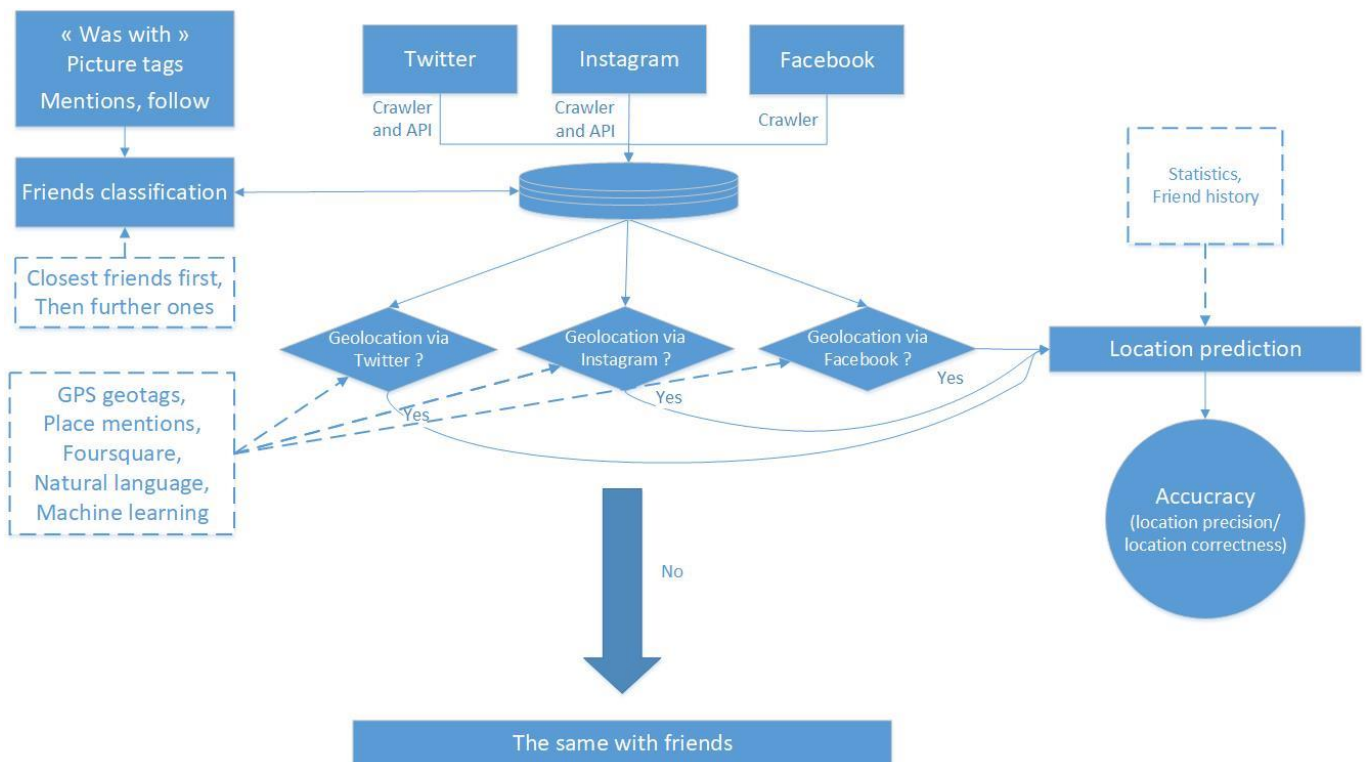 « Was with »
Picture tags
Mentions, follow
Twitter
Instagram
Facebook
Crawler
and API
Crawler
and API
Crawler
Friends classification
Statistics,
Friend history
Closest friends first,
Then further ones
Geolocation via
Twitter ?
Geolocation via
Instagram ?
Geolocation via
Facebook ?
Location prediction
Yes
Yes
Yes
GPS geotags,
Place mentions,
Foursquare,
Natural language,
Machine learning
Accucracy
(location precision/
location correctness)
No
The same with friends